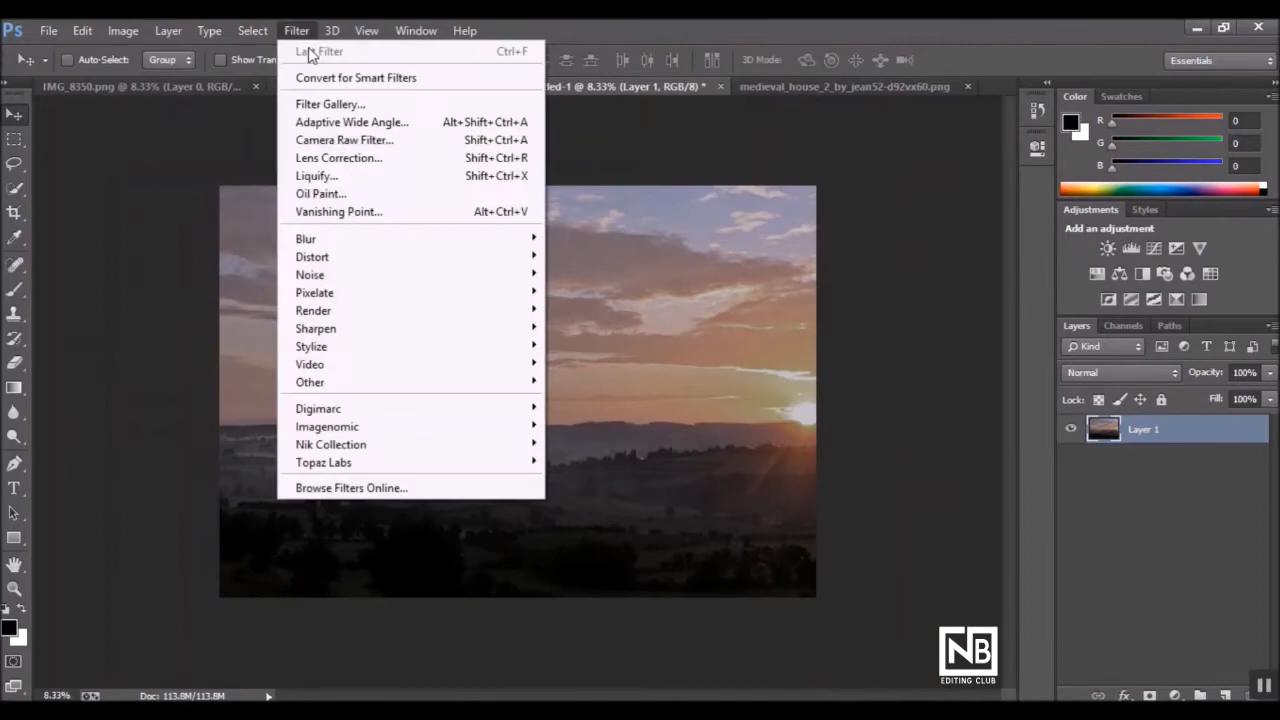 Ps File Edit Image Layer Type Select Filter 3D View Window Help
Auto-Select: Group Show Tran 3D Mode: Essentials
IMG_8350.png @ 8.33% (Layer 0, RGB/... led-1 @ 8.33% (Layer 1, RGB/8) * medieval_house_2_by_jean52-d92vx60.png
Last Filter Ctrl+F
Convert for Smart Filters
Filter Gallery...
Adaptive Wide Angle... Alt+Shift+Ctrl+A
Camera Raw Filter... Shift+Ctrl+A
Lens Correction... Shift+Ctrl+R
Liquify... Shift+Ctrl+X
Oil Paint...
Vanishing Point... Alt+Ctrl+V
Blur
Distort
Noise
Pixelate
Render
Sharpen
Stylize
Video
Other
Digimarc
Imagenomic
Nik Collection
Topaz Labs
Browse Filters Online...
Color Swatches
R 0
G 0
B 0
Adjustments Styles
Add an adjustment
Layers Channels Paths
Kind
Normal Opacity: 100%
Lock: Fill: 100%
Layer 1
NB
EDITING CLUB
8.33% Doc: 113.8M/113.8M